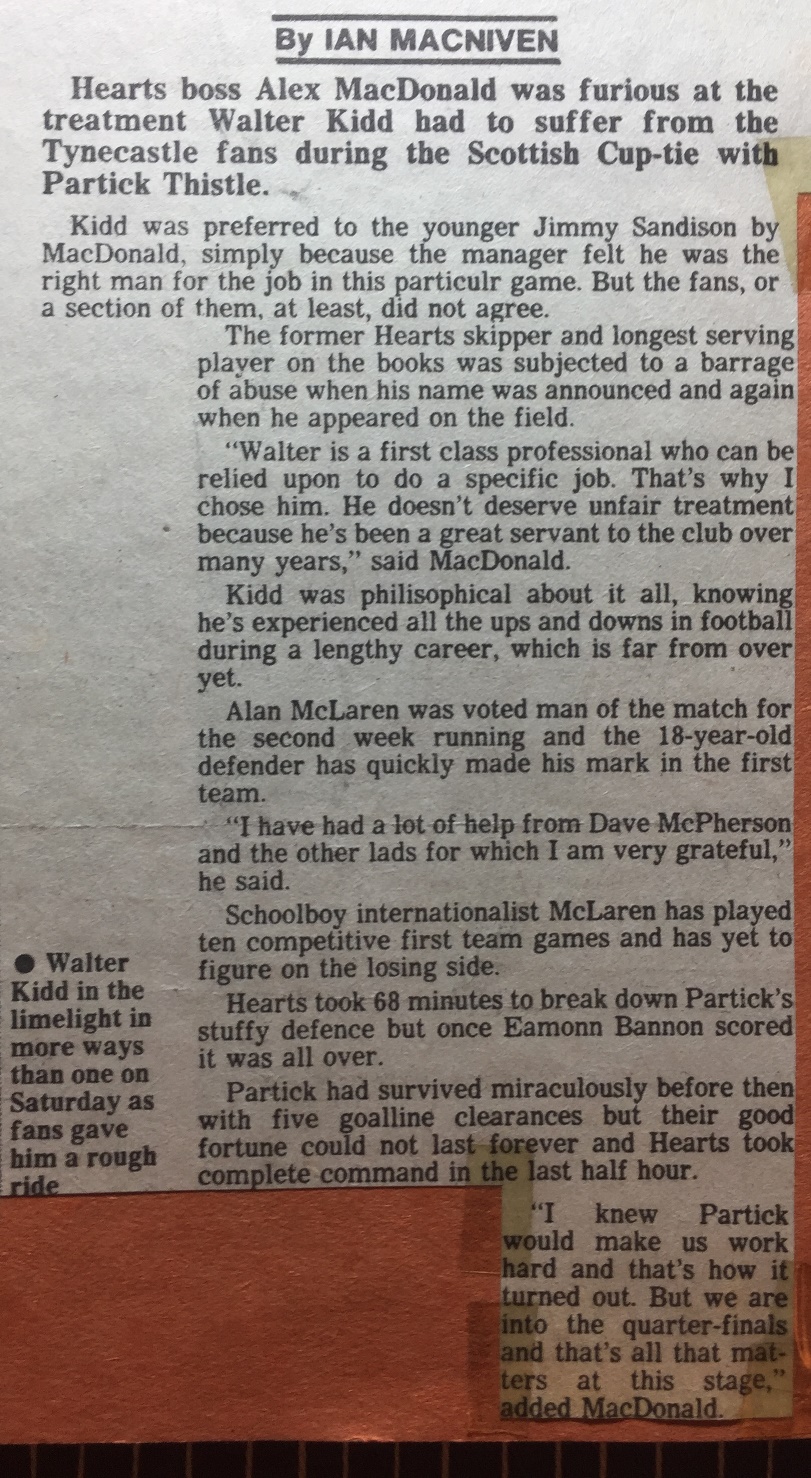 By IAN MACNIVEN
Hearts boss Alex MacDonald was furious at the
treatment Walter Kidd had to suffer from the
Tynecastle fans during the Scottish Cup-tie with
Partick Thistle.
Kidd was preferred to the younger Jimmy Sandison by
MacDonald, simply because the manager felt he was the
right man for the job in this particulr game. But the fans, or
a section of them, at least, did not agree.
The former Hearts skipper and longest serving
player on the books was subjected to a barrage
of abuse when his name was announced and again
when he appeared on the field.
“Walter is a first class professional who can be
relied upon to do a specific job. That’s why I
chose him. He doesn’t deserve unfair treatment
because he’s been a great servant to the club over
many years,” said MacDonald.
Kidd was philisophical about it all, knowing
he’s experienced all the ups and downs in football
during a lengthy career, which is far from over
yet.
Alan McLaren was voted man of the match for
the second week running and the 18-year-old
defender has quickly made his mark in the first
team.
“I have had a lot of help from Dave McPherson
and the other lads for which I am very grateful,”
he said.
Schoolboy internationalist McLaren has played
ten competitive first team games and has yet to
figure on the losing side.
Hearts took 68 minutes to break down Partick’s
stuffy defence but once Eamonn Bannon scored
it was all over.
Partick had survived miraculously before then
with five goalline clearances but their good
fortune could not last forever and Hearts took
complete command in the last half hour.
“I knew Partick
would make us work
hard and that’s how it
turned out. But we are
into the quarter-finals
and that’s all that mat-
ters at this stage,”
added MacDonald.
● Walter
Kidd in the
limelight in
more ways
than one on
Saturday as
fans gave
him a rough
ride